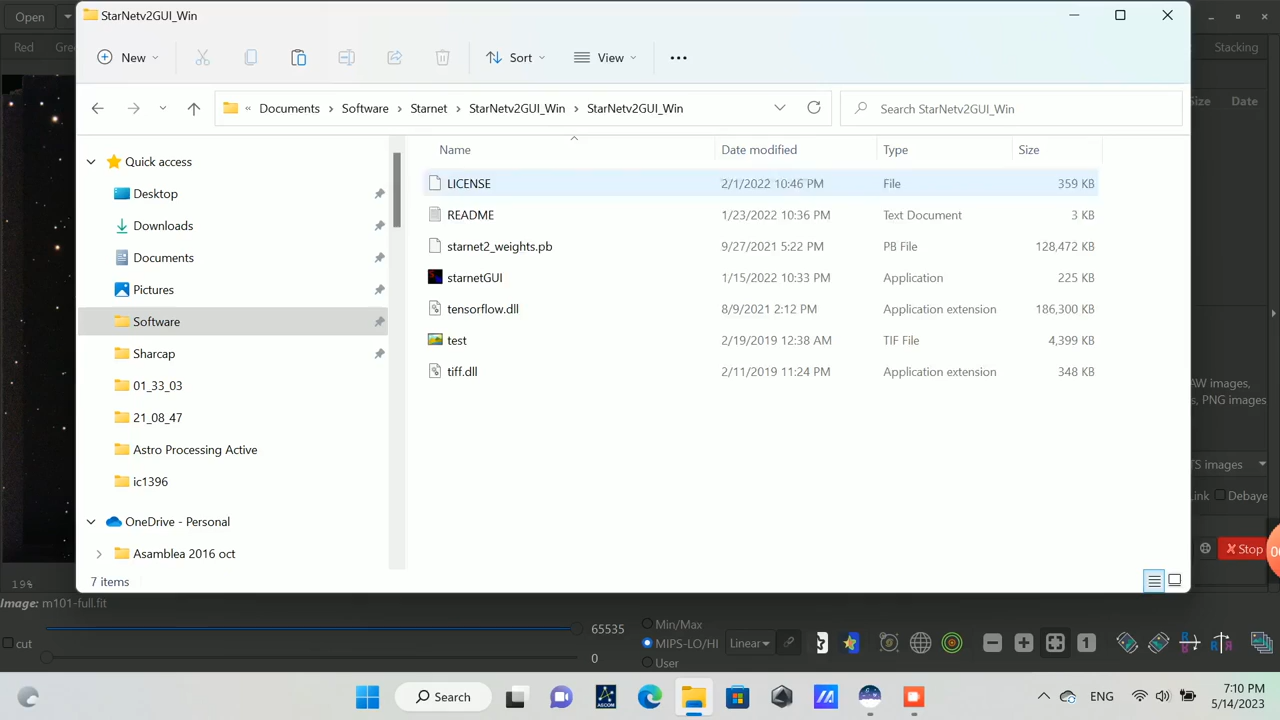 Open
StarNetv2GUI_Win
Red
Gre
Stacking
New
Sort
View
« Documents > Software > Starnet > StarNetv2GUI_Win > StarNetv2GUI_Win
Search StarNetv2GUI_Win
Size
Date
Name
Date modified
Type
Size
Quick access
Desktop
Downloads
Documents
Pictures
Software
Sharcap
01_33_03
21_08_47
Astro Processing Active
ic1396
OneDrive - Personal
Asamblea 2016 oct
LICENSE 2/1/2022 10:46 PM File 359 KB
README 1/23/2022 10:36 PM Text Document 3 KB
starnet2_weights.pb 9/27/2021 5:22 PM PB File 128,472 KB
starnetGUI 1/15/2022 10:33 PM Application 225 KB
tensorflow.dll 8/9/2021 2:12 PM Application extension 186,300 KB
test 2/19/2019 12:38 AM TIF File 4,399 KB
tiff.dll 2/11/2019 11:24 PM Application extension 348 KB
AW images,
s, PNG images
TS images
ink
Debaye
Stop
7 items
19%
Image: m101-full.fit
cut
65535
0
Min/Max
MIPS-LO/HI
User
Linear
1
Search
ASCOM
ENG
7:10 PM
5/14/2023